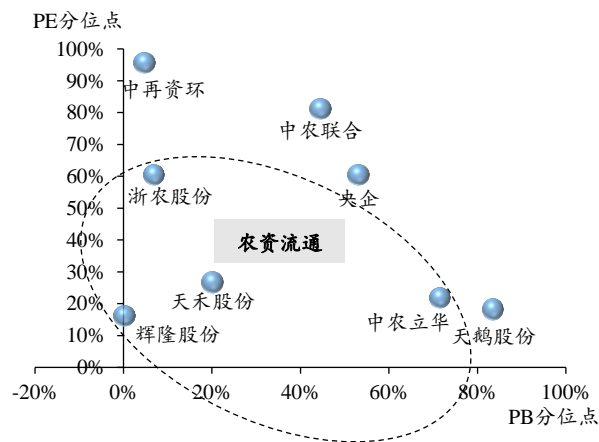 PE分位点
100%
中再资环
90%
80%
中农联合
70%
60%
浙农股份
央企
50%
农资流通
40%
30%
天禾股份
20%
中农立华
天鹅股份
辉隆股份
10%
0%
-20%
0%
20%
40%
60%
80%
100%
PB分位点